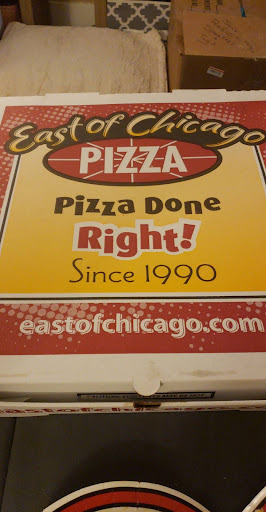 East of Chicago
PIZZA
Pizza Done
Right!
Since 1990
eastofchicago.com